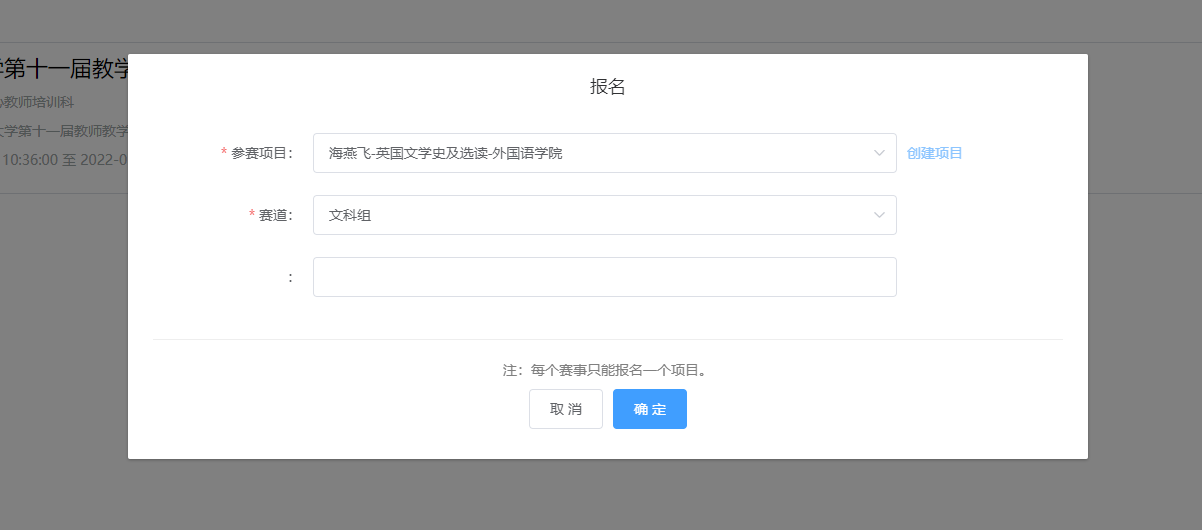 报名
学第十一届教学
心教师培训科
大学第十一届教师教学
10:36:00 至 2022-0
* 参赛项目：
海燕飞-英国文学史及选读-外国语学院
创建项目
* 赛道：
文科组
：
注：每个赛事只能报名一个项目。
取 消
确 定